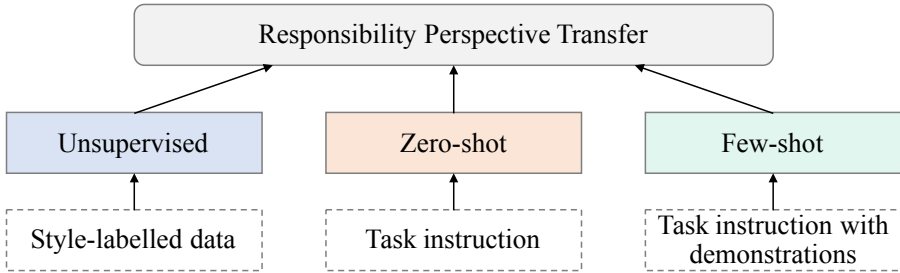 Responsibility Perspective Transfer
Unsupervised
Zero-shot
Few-shot
Style-labelled data
Task instruction
Task instruction with
demonstrations